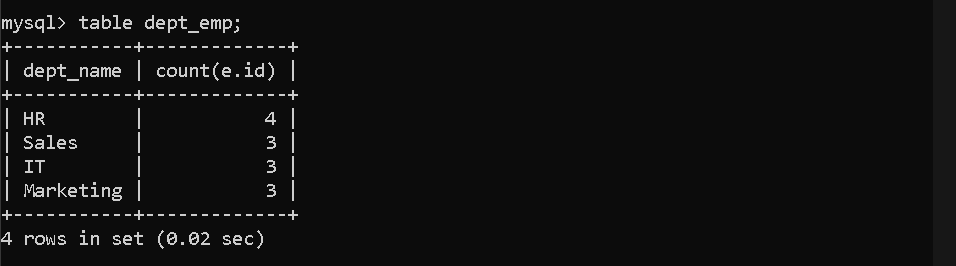 mysql> table dept_emp;
+-----------+-------------+
| dept_name | count(e.id) |
+-----------+-------------+
| HR        |           4 |
| Sales     |           3 |
| IT        |           3 |
| Marketing |           3 |
+-----------+-------------+
4 rows in set (0.02 sec)